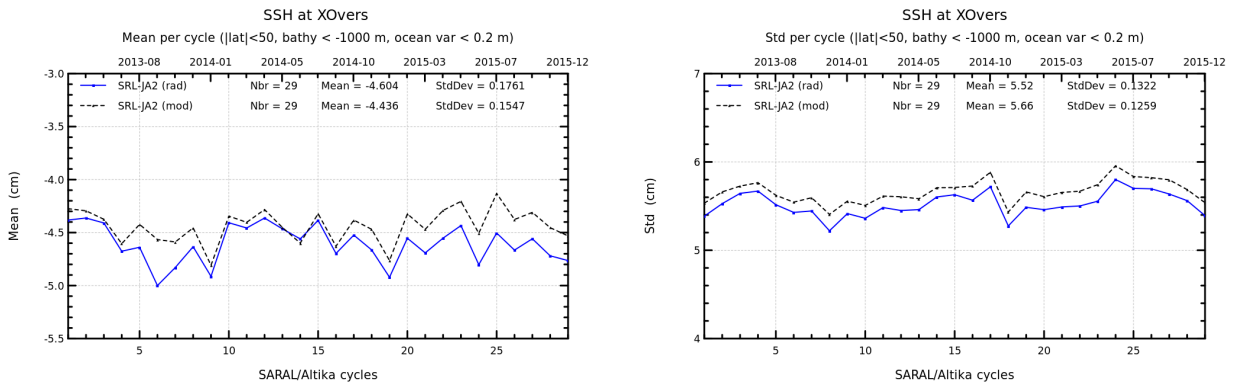 SSH at XOvers
Mean per cycle (|lat|<50, bathy < -1000 m, ocean var < 0.2 m)
2013-08 2014-01 2014-05 2014-10 2015-03 2015-07 2015-12
-3.0
SRL-JA2 (rad) Nbr = 29 Mean = -4.604 StdDev = 0.1761
SRL-JA2 (mod) Nbr = 29 Mean = -4.436 StdDev = 0.1547
-3.5
-4.0
Mean (cm)
-4.5
-5.0
-5.5
5 10 15 20 25
SARAL/Altika cycles
SSH at XOvers
Std per cycle (|lat|<50, bathy < -1000 m, ocean var < 0.2 m)
2013-08 2014-01 2014-05 2014-10 2015-03 2015-07 2015-12
7
SRL-JA2 (rad) Nbr = 29 Mean = 5.52 StdDev = 0.1322
SRL-JA2 (mod) Nbr = 29 Mean = 5.66 StdDev = 0.1259
6
Std (cm)
5
4
5 10 15 20 25
SARAL/Altika cycles